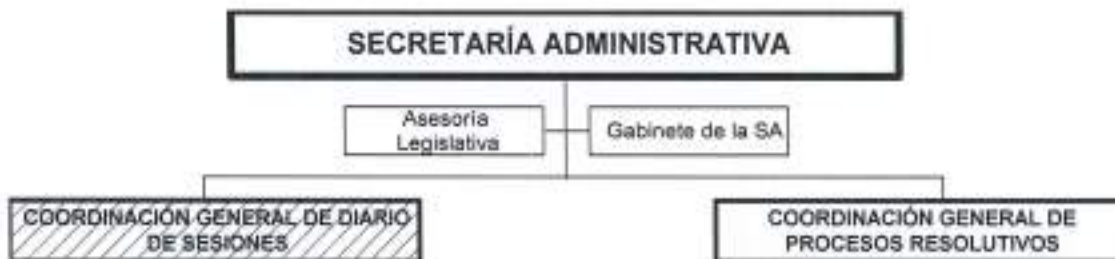 SECRETARÍA ADMINISTRATIVA
Asesoria
Legislativa
Gabinete de la SA
COORDINACIÓN GENERAL DE DIARIO
DE SESIONES
COORDINACIÓN GENERAL DE
PROCESOS RESOLUTIVOS